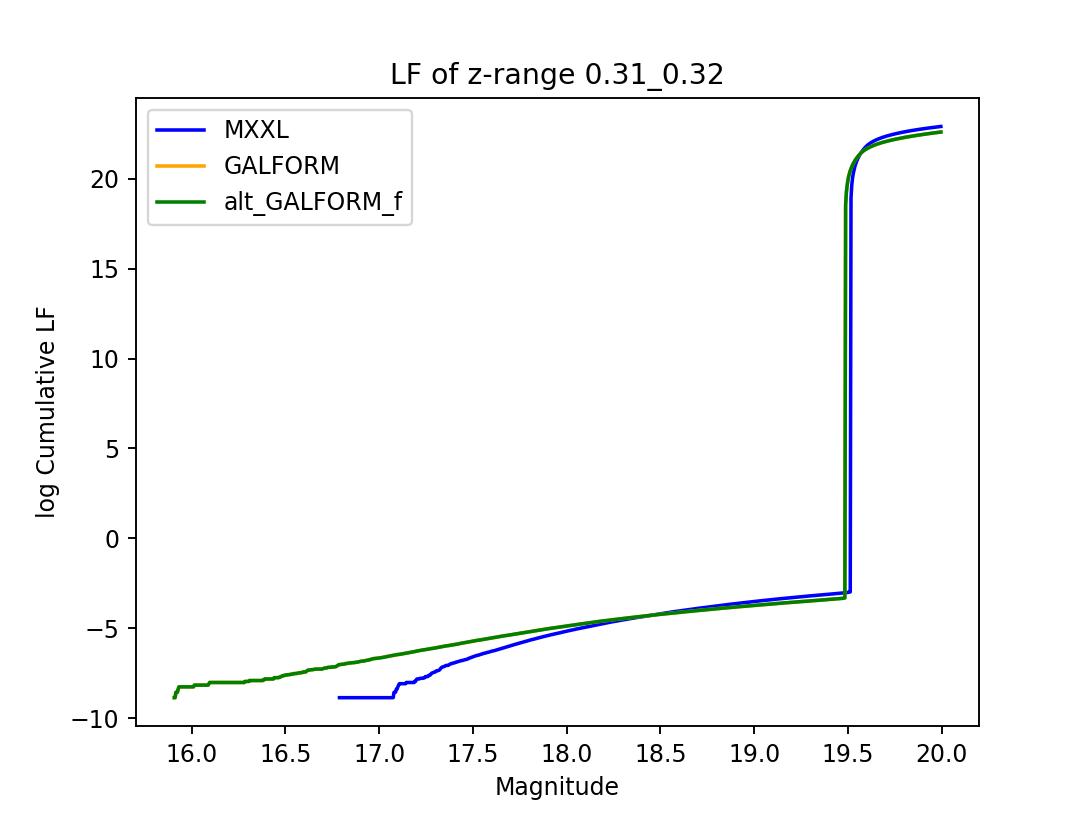 LF of z-range 0.31_0.32
MXXL
GALFORM
alt_GALFORM_f
log Cumulative LF
20
15
10
5
0
−5
−10
16.0 16.5 17.0 17.5 18.0 18.5 19.0 19.5 20.0
Magnitude